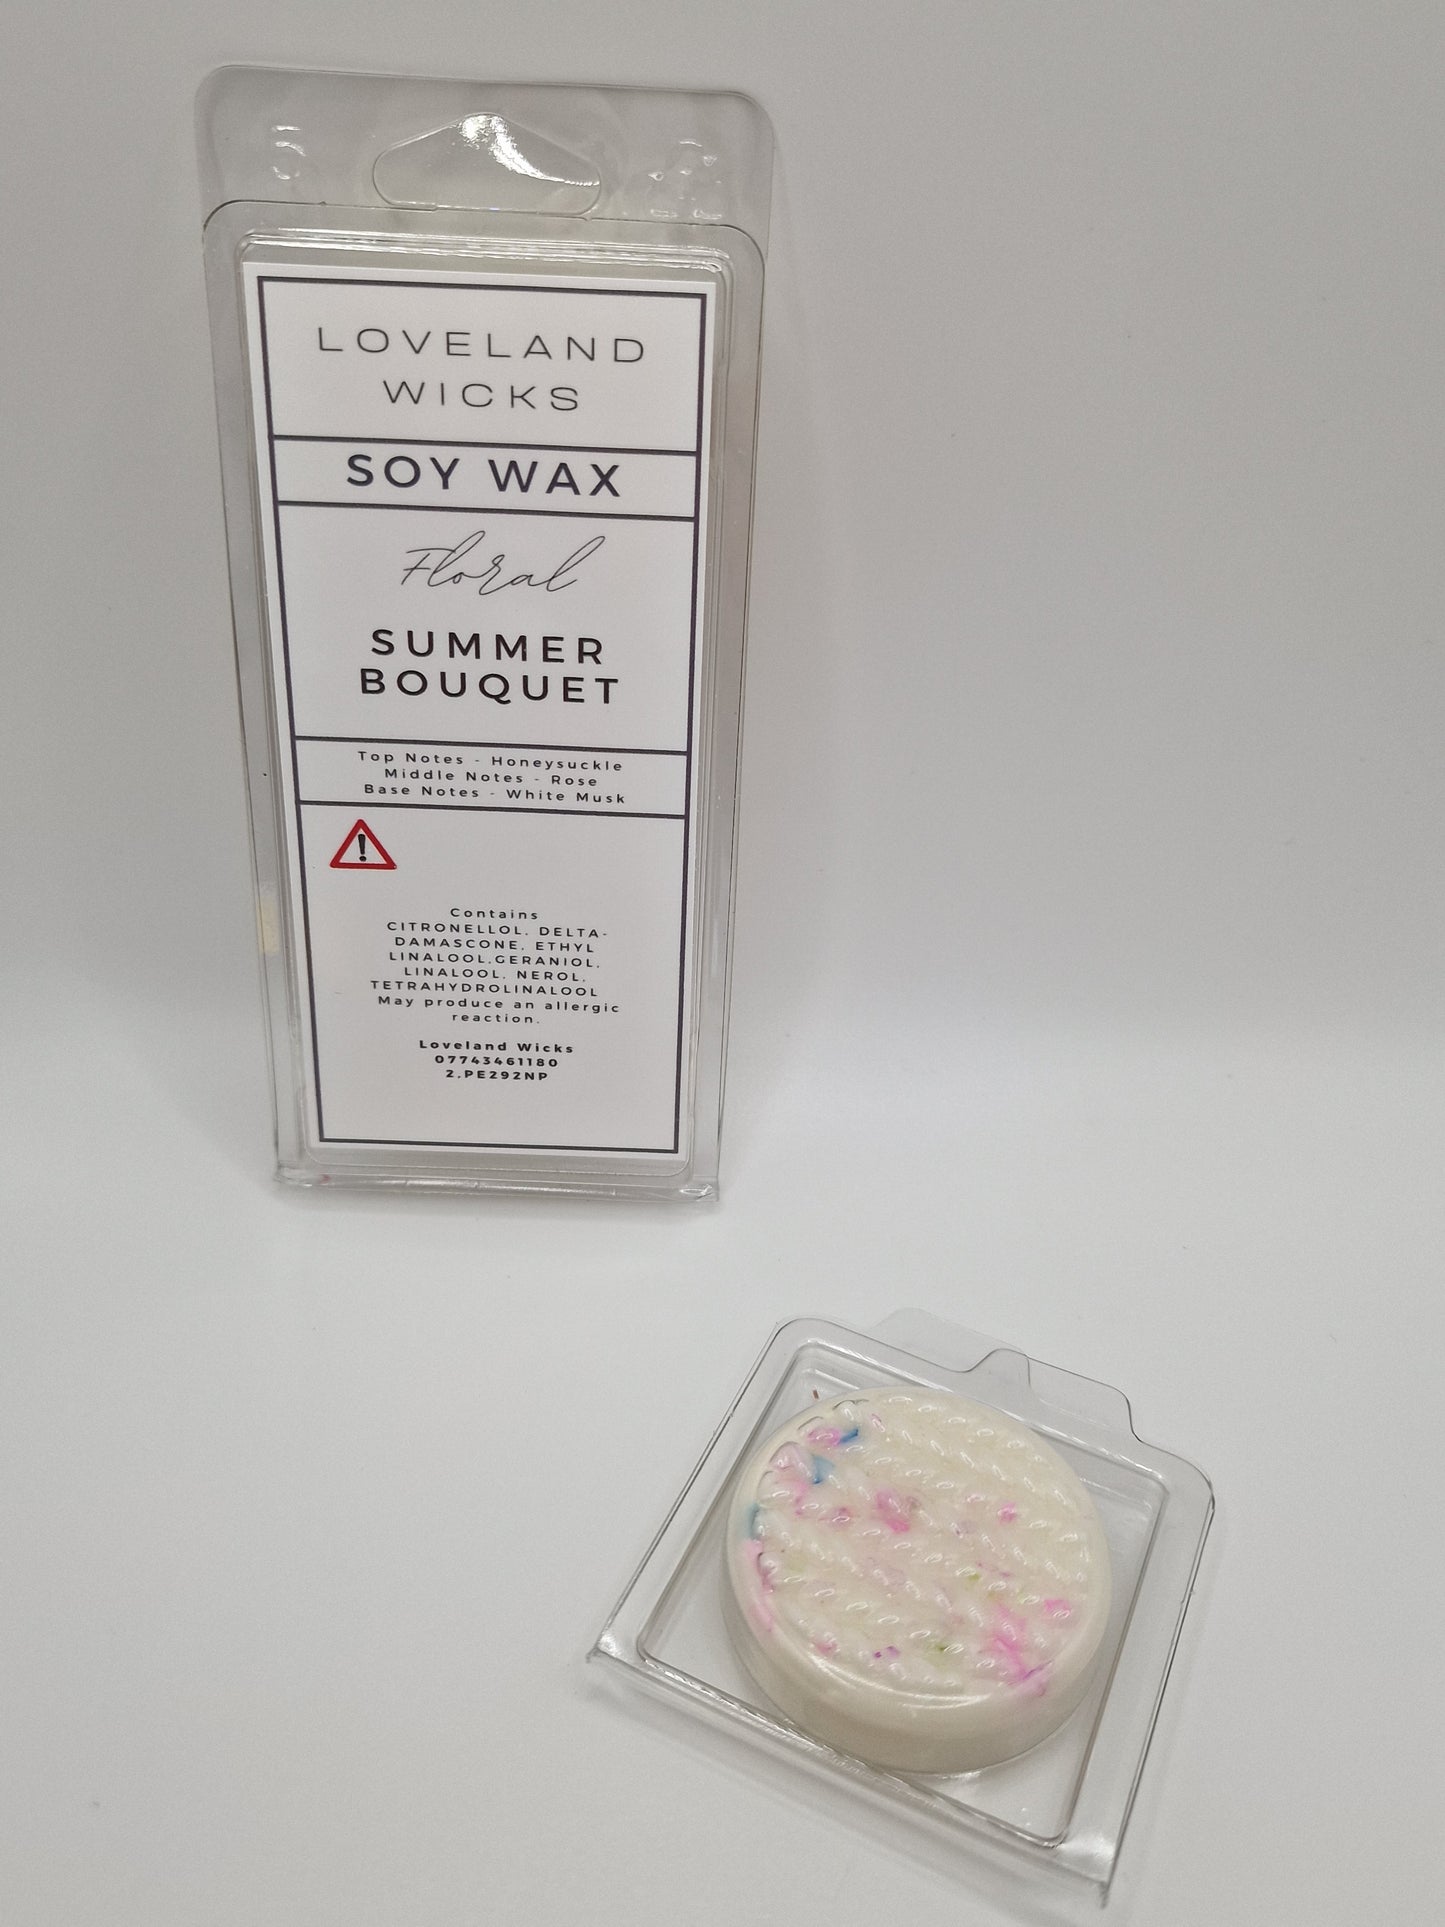 LOVELAND
WICKS
SOY WAX
Floral
SUMMER
BOUQUET
Top Notes - Honeysuckle
Middle Notes - Rose
Base Notes - White Musk
!
Contains
CITRONELLOL, DELTA-
DAMASCONE, ETHYL
LINALOOL,GERANIOL,
LINALOOL, NEROL,
TETRAHYDROLINALOOL
May produce an allergic
reaction.
Loveland Wicks
07743461180
2,PE292NP